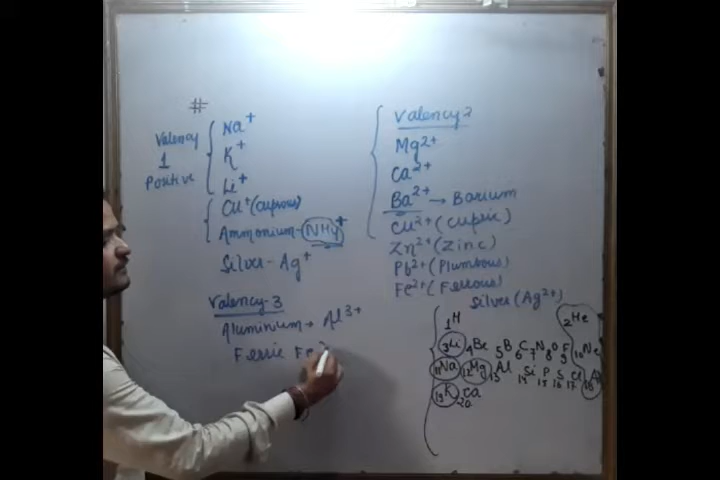 #
Valency 1 Positive
Na+
K+
Li+
Cu+ (cuprous)
Ammonium - NH4+
Silver - Ag+
Valency-3
Aluminium → Al3+
Ferric Fe
Valency 2
Mg2+
Ca2+
Ba2+ → Barium
Cu2+ (cupric)
Zn2+ (Zinc)
Pb2+ (Plumbous)
Fe2+ (Ferrous)
Silver (Ag2+)
1H 2He
3Li 4Be 5B 6C 7N 8O 9F 10Ne
11Na 12Mg 13Al 14Si 15P 16S 17Cl 18A
19K 20Ca